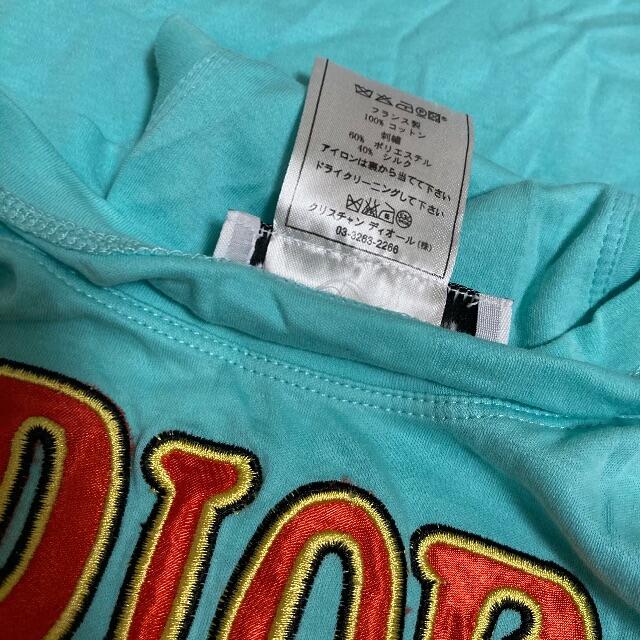 フランス製
100% コットン
刺繍
60% ポリエステル
40% シルク
アイロンは裏から当てて下さい
ドライクリーニングして下さい
クリスチャン ディオール(株)
03-3263-2266
DIOR